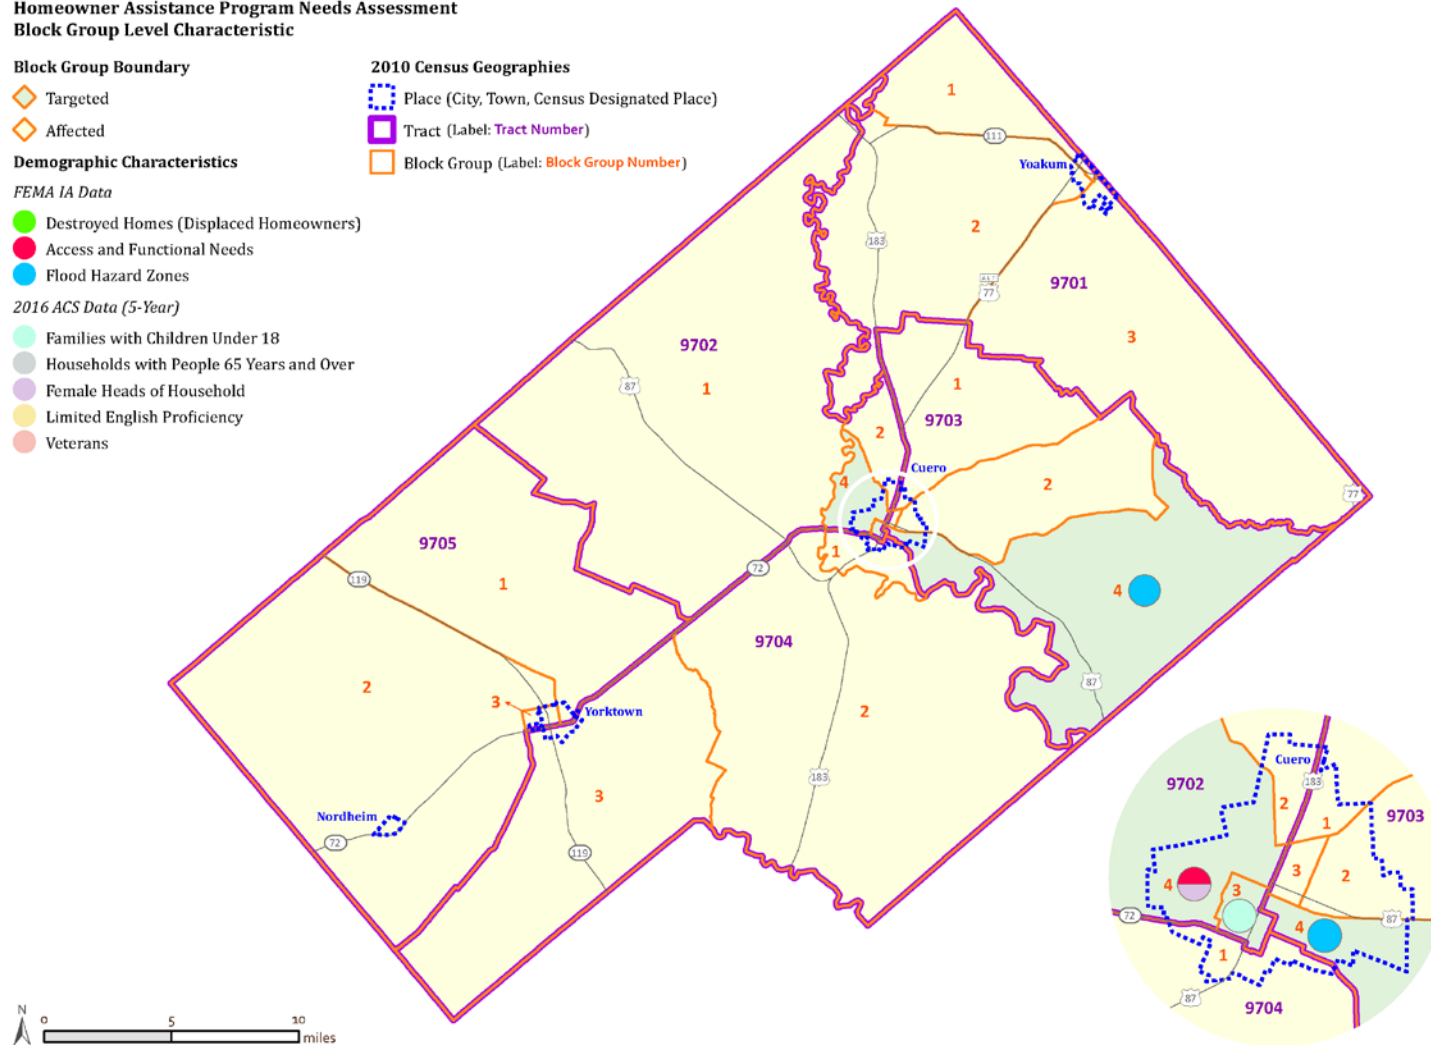 Homeowner Assistance Program Needs Assessment
Block Group Level Characteristic
Block Group Boundary
Targeted
Affected
Demographic Characteristics
FEMA IA Data
Destroyed Homes (Displaced Homeowners)
Access and Functional Needs
Flood Hazard Zones
2016 ACS Data (5-Year)
Families with Children Under 18
Households with People 65 Years and Over
Female Heads of Household
Limited English Proficiency
Veterans
2010 Census Geographies
Place (City, Town, Census Designated Place)
Tract (Label: Tract Number)
Block Group (Label: Block Group Number)
1
111
Yoakum
2
183
ALT
77
9701
3
9702
1
87
1
9703
2
Cuero
4
2
77
1
72
9705
1
119
4
9704
2
3
Yorktown
2
87
183
3
Nordheim
72
119
Cuero
183
9702
2
1
9703
3
2
4
3
72
4
87
1
87
9704
N
0
5
10
miles